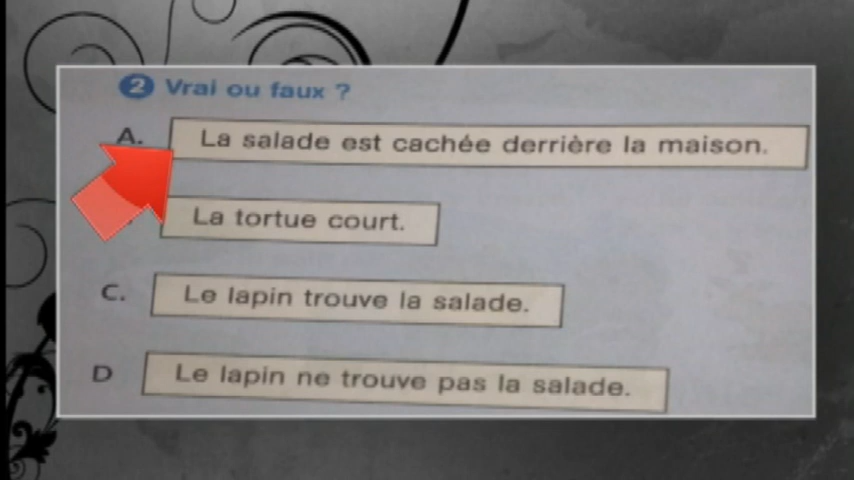 2 Vrai ou faux ?
A. La salade est cachée derrière la maison.
La tortue court.
C. Le lapin trouve la salade.
D Le lapin ne trouve pas la salade.